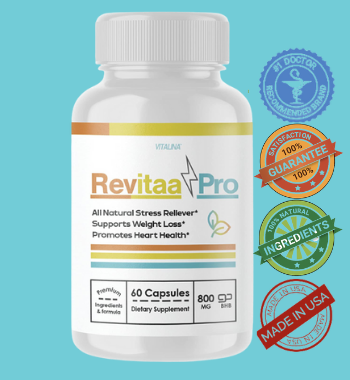 VITALINA
Revitaa Pro
All Natural Stress Reliever*
Supports Weight Loss*
Promotes Heart Health*
Premium
Ingredients
& formula
60 Capsules
Dietary Supplement
800
MG
#1 DOCTOR
RECOMMENDED BRAND
SATISFACTION
100%
GUARANTEE
100%
100% NATURAL
INGREDIENTS
MADE IN USA
MADE IN USA